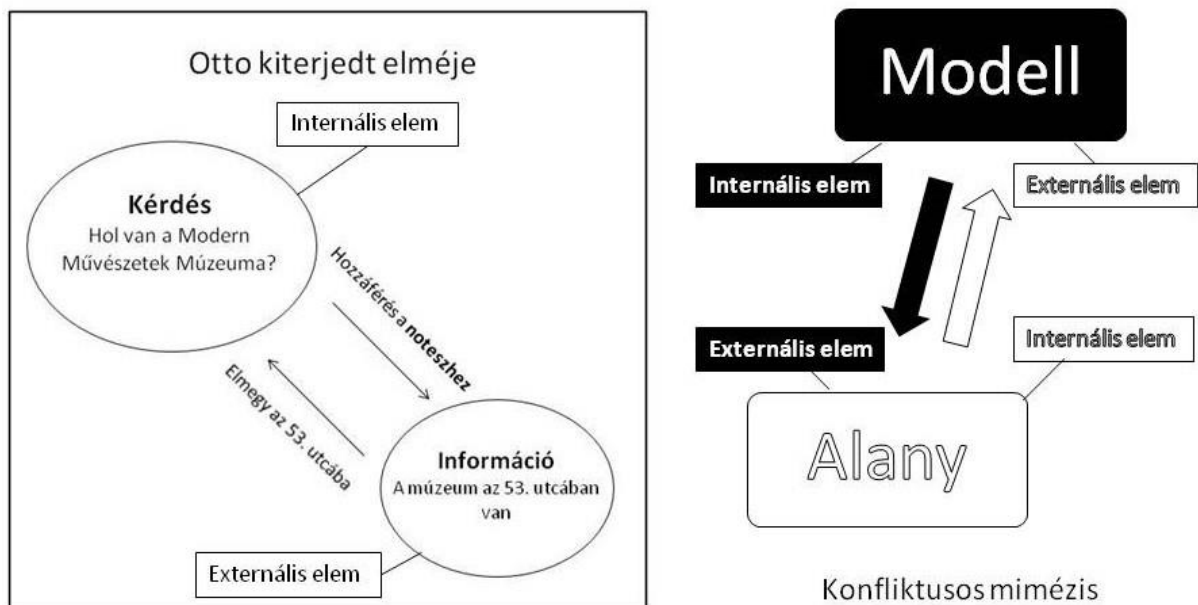 Otto kiterjedt elméje
Internális elem
Kérdés
Hol van a Modern
Művészetek Múzeuma?
Hozzáférés a noteszhez
Elmegy az 53. utcába
Információ
A múzeum az 53. utcában
van
Externális elem
Modell
Internális elem
Externális elem
Externális elem
Internális elem
Alany
Konfliktusos mimézis